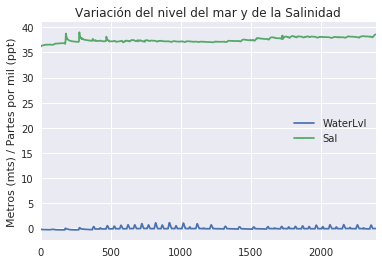 Variación del nivel del mar y de la Salinidad
Metros (mts) / Partes por mil (ppt)
40
35
30
25
20
15
10
5
0
WaterLvl
Sal
0 500 1000 1500 2000